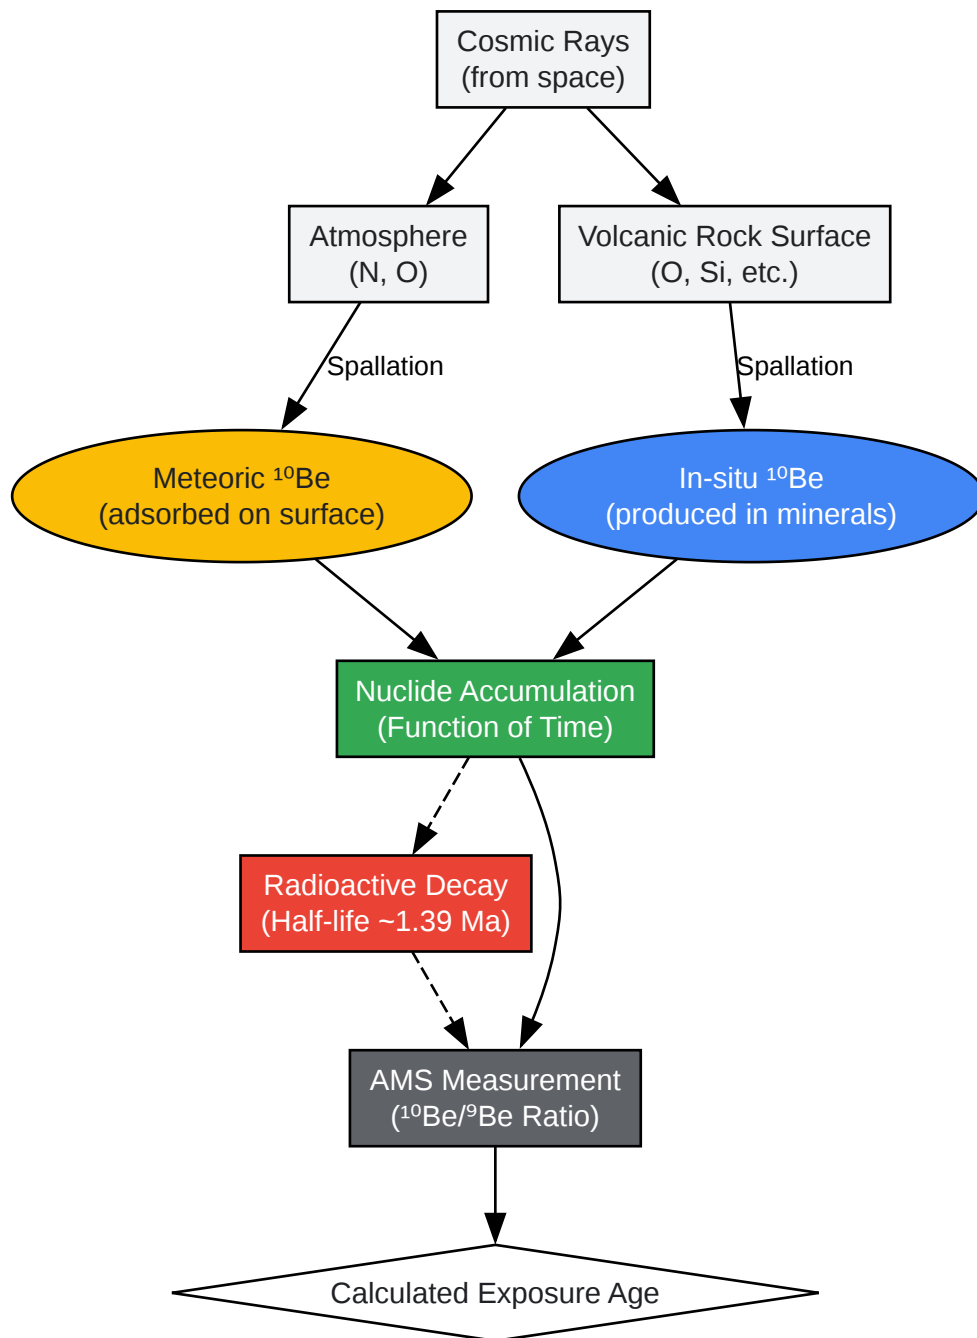 Cosmic Rays
(from space)
Atmosphere
(N, O)
Volcanic Rock Surface
(O, Si, etc.)
Spallation
Spallation
Meteoric ¹⁰Be
(adsorbed on surface)
In-situ ¹⁰Be
(produced in minerals)
Nuclide Accumulation
(Function of Time)
Radioactive Decay
(Half-life ~1.39 Ma)
AMS Measurement
(¹⁰Be/⁹Be Ratio)
Calculated Exposure Age